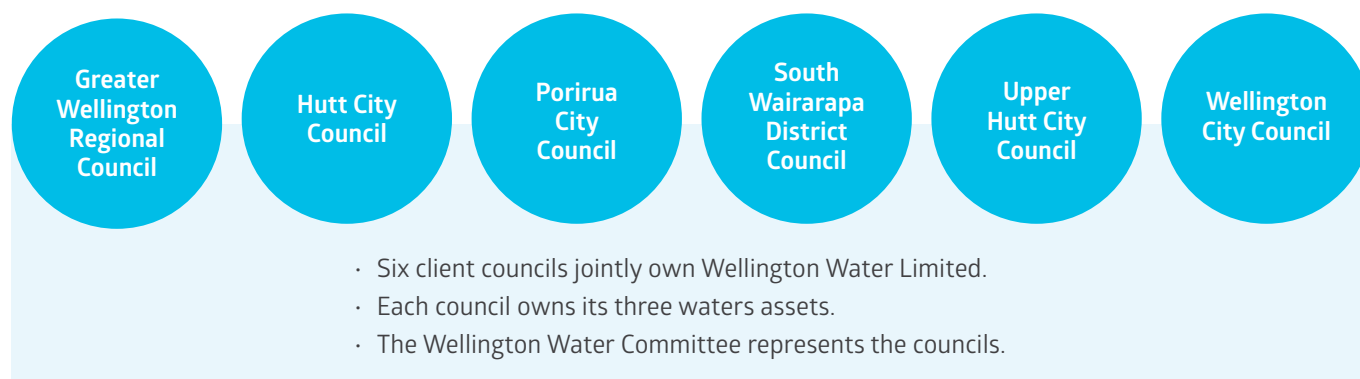 Greater
Wellington
Regional
Council
Hutt City
Council
Porirua
City
Council
South
Wairarapa
District
Council
Upper
Hutt City
Council
Wellington
City Council
· Six client councils jointly own Wellington Water Limited.
· Each council owns its three waters assets.
· The Wellington Water Committee represents the councils.